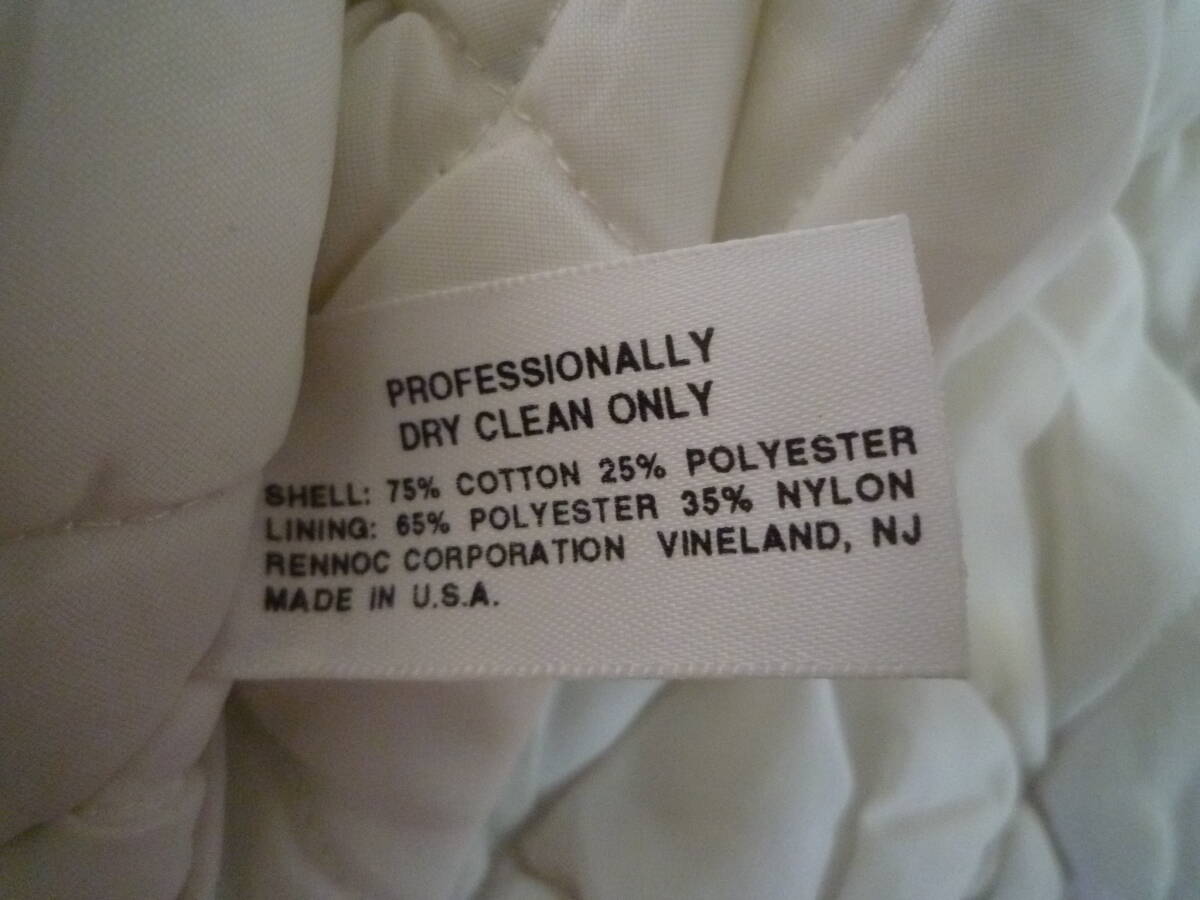 PROFESSIONALLY
DRY CLEAN ONLY
SHELL: 75% COTTON 25% POLYESTER
LINING: 65% POLYESTER 35% NYLON
RENNOC CORPORATION VINELAND, NJ
MADE IN U.S.A.